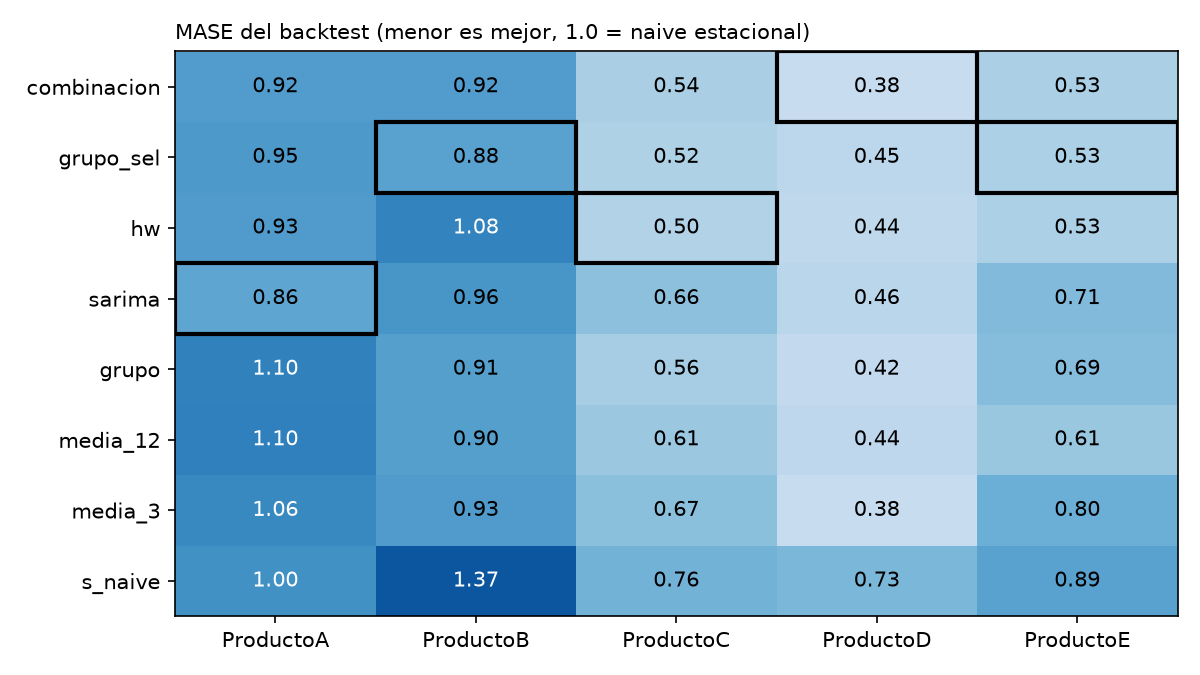 MASE del backtest (menor es mejor, 1.0 = naive estacional)
combinacion 0.92 0.92 0.54 0.38 0.53
grupo_sel 0.95 0.88 0.52 0.45 0.53
hw 0.93 1.08 0.50 0.44 0.53
sarima 0.86 0.96 0.66 0.46 0.71
grupo 1.10 0.91 0.56 0.42 0.69
media_12 1.10 0.90 0.61 0.44 0.61
media_3 1.06 0.93 0.67 0.38 0.80
s_naive 1.00 1.37 0.76 0.73 0.89
ProductoA ProductoB ProductoC ProductoD ProductoE